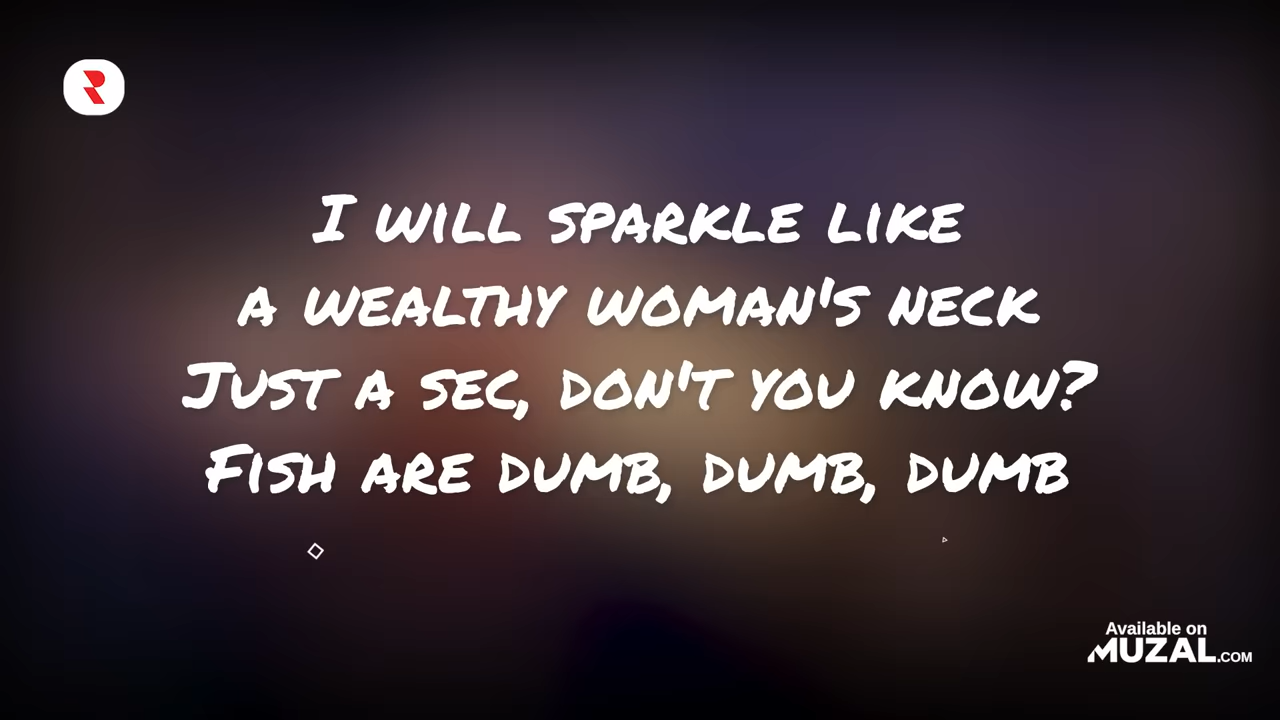 I WILL SPARKLE LIKE
A WEALTHY WOMAN'S NECK
JUST A SEC, DON'T YOU KNOW?
FISH ARE DUMB, DUMB, DUMB
Available on
MUZAL.COM